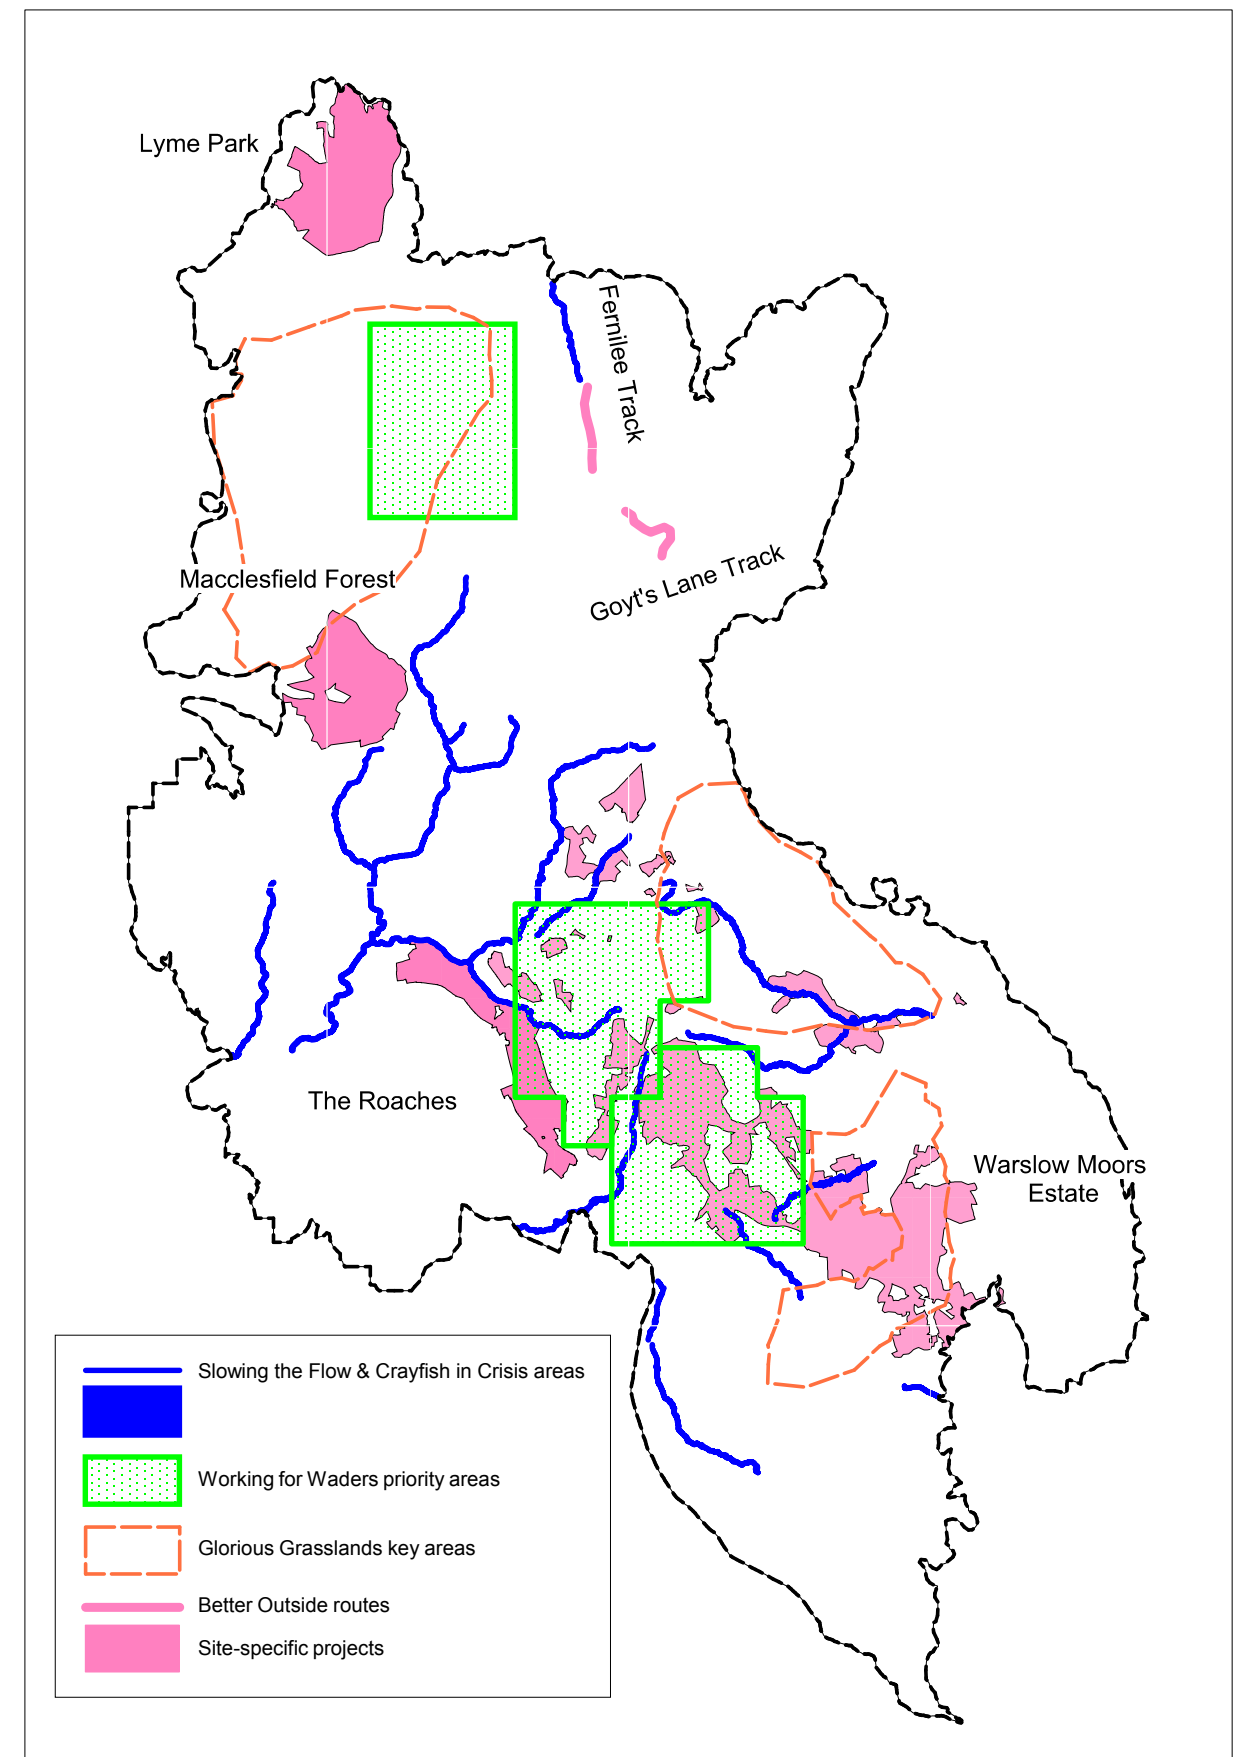 Lyme Park
Fernilee Track
Macclesfield Forest
Goyt's Lane Track
The Roaches
Warslow Moors
Estate
Slowing the Flow & Crayfish in Crisis areas
Working for Waders priority areas
Glorious Grasslands key areas
Better Outside routes
Site-specific projects